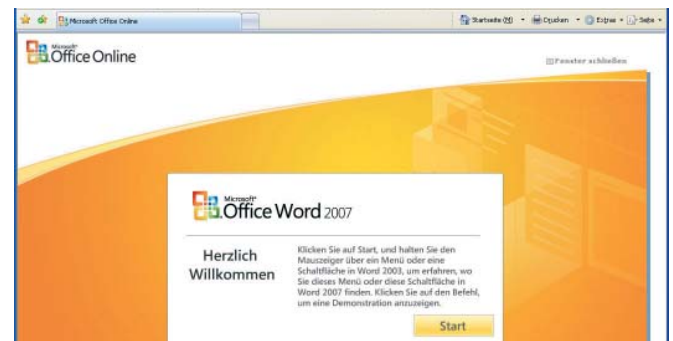 Microsoft Office Online
Startseite (M) Drucken Extras Seite
Microsoft®
Office Online
Fenster schließen
Microsoft®
Office Word 2007
Herzlich
Willkommen
Klicken Sie auf Start, und halten Sie den
Mauszeiger über ein Menü oder eine
Schaltfläche in Word 2003, um erfahren, wo
Sie dieses Menü oder diese Schaltfläche in
Word 2007 finden. Klicken Sie auf den Befehl,
um eine Demonstration anzuzeigen.
Start